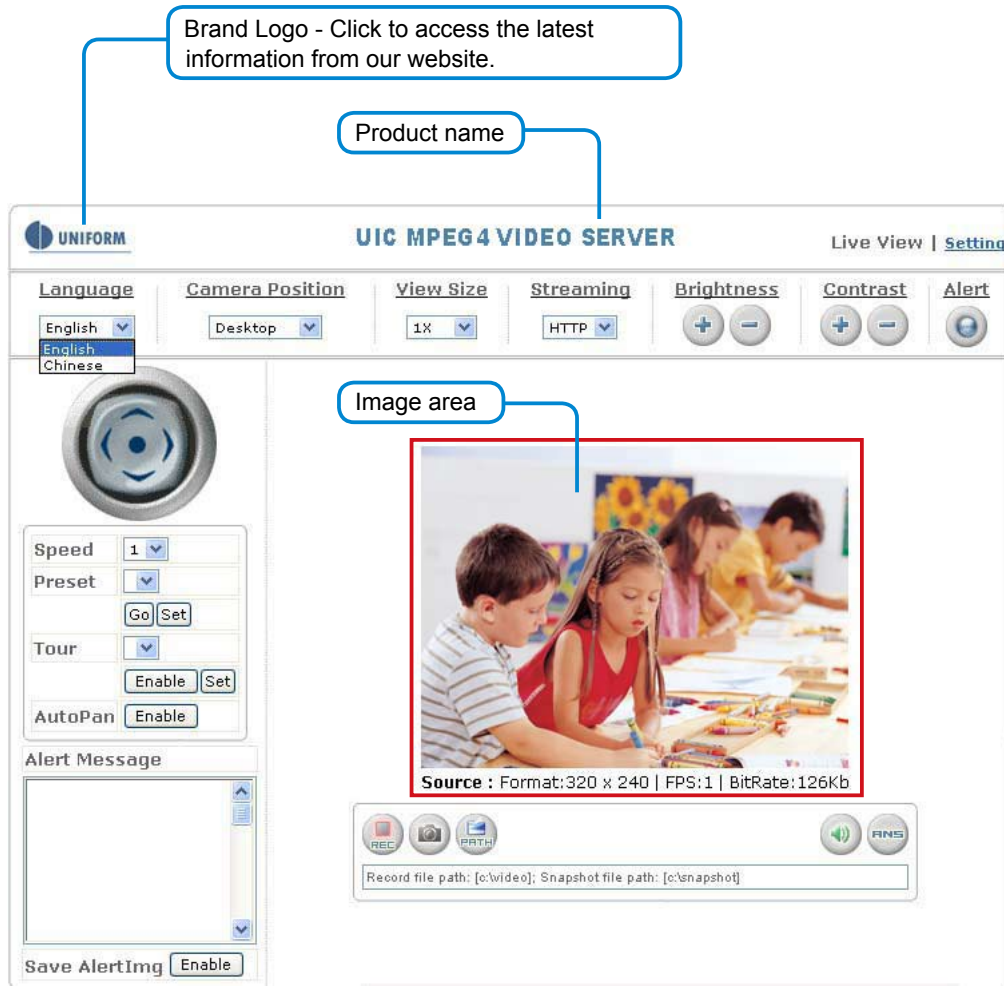 Brand Logo - Click to access the latest
information from our website.
Product name
UNIFORM
UIC MPEG4 VIDEO SERVER
Live View | Setting
Language Camera Position View Size Streaming Brightness Contrast Alert
English Desktop 1X HTTP + - + -
English
Chinese
Image area
Speed 1
Preset
Go Set
Tour
Enable Set
AutoPan Enable
Alert Message
Source : Format:320 x 240 | FPS:1 | BitRate:126Kb
REC PATH ANS
Record file path: [c:\video]; Snapshot file path: [c:\snapshot]
Save AlertImg Enable